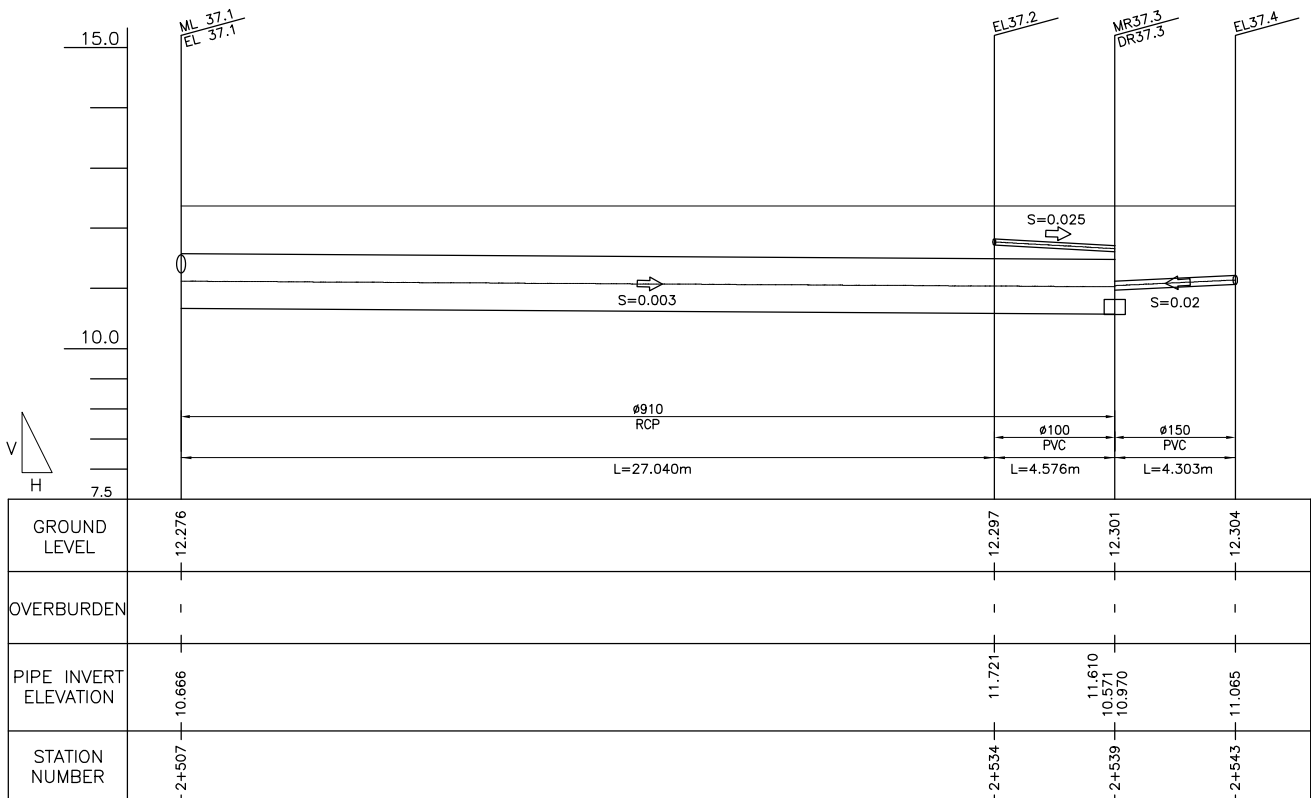 ML 37.1
EL 37.1
EL37.2
MR37.3
DR37.3
EL37.4
15.0
10.0
7.5
V
H
S=0.025
S=0.003
S=0.02
ø910
RCP
ø100
PVC
ø150
PVC
L=27.040m
L=4.576m
L=4.303m
GROUND
LEVEL
12.276
12.297
12.301
12.304
OVERBURDEN
-
-
-
-
PIPE INVERT
ELEVATION
10.666
11.721
11.610
10.571
10.970
11.065
STATION
NUMBER
2+507
2+534
2+539
2+543